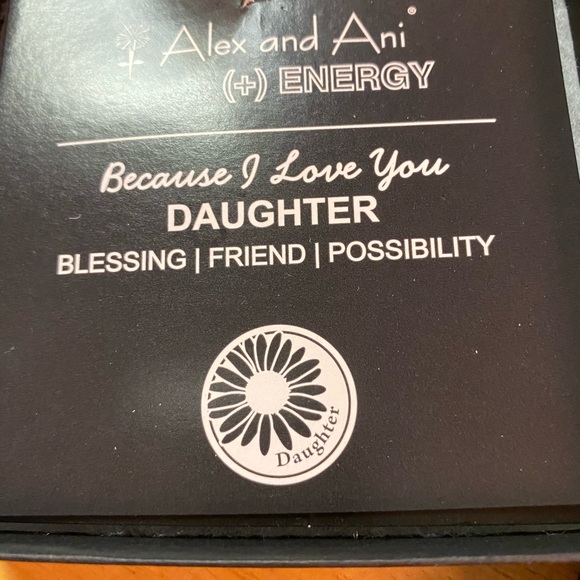 Alex and Ani®
(+) ENERGY
Because I Love You
DAUGHTER
BLESSING | FRIEND | POSSIBILITY
Daughter